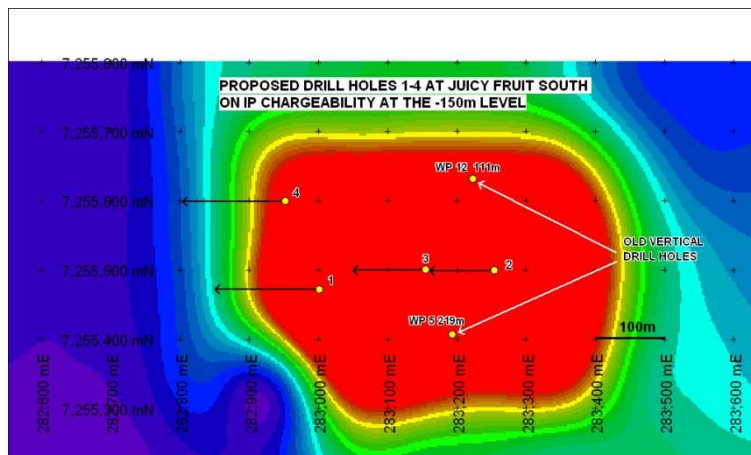 7,255,800 mN
PROPOSED DRILL HOLES 1-4 AT JUICY FRUIT SOUTH
ON IP CHARGEABILITY AT THE -150m LEVEL
7,255,700 mN
WP 12 111m
7,255,600 mN
4
OLD VERTICAL
DRILL HOLES
7,255,500 mN
3
2
1
WP 5 219m
100m
7,255,400 mN
7,255,300 mN
282,600 mE
282,700 mE
282,800 mE
282,900 mE
283,000 mE
283,100 mE
283,200 mE
283,300 mE
283,400 mE
283,500 mE
283,600 mE